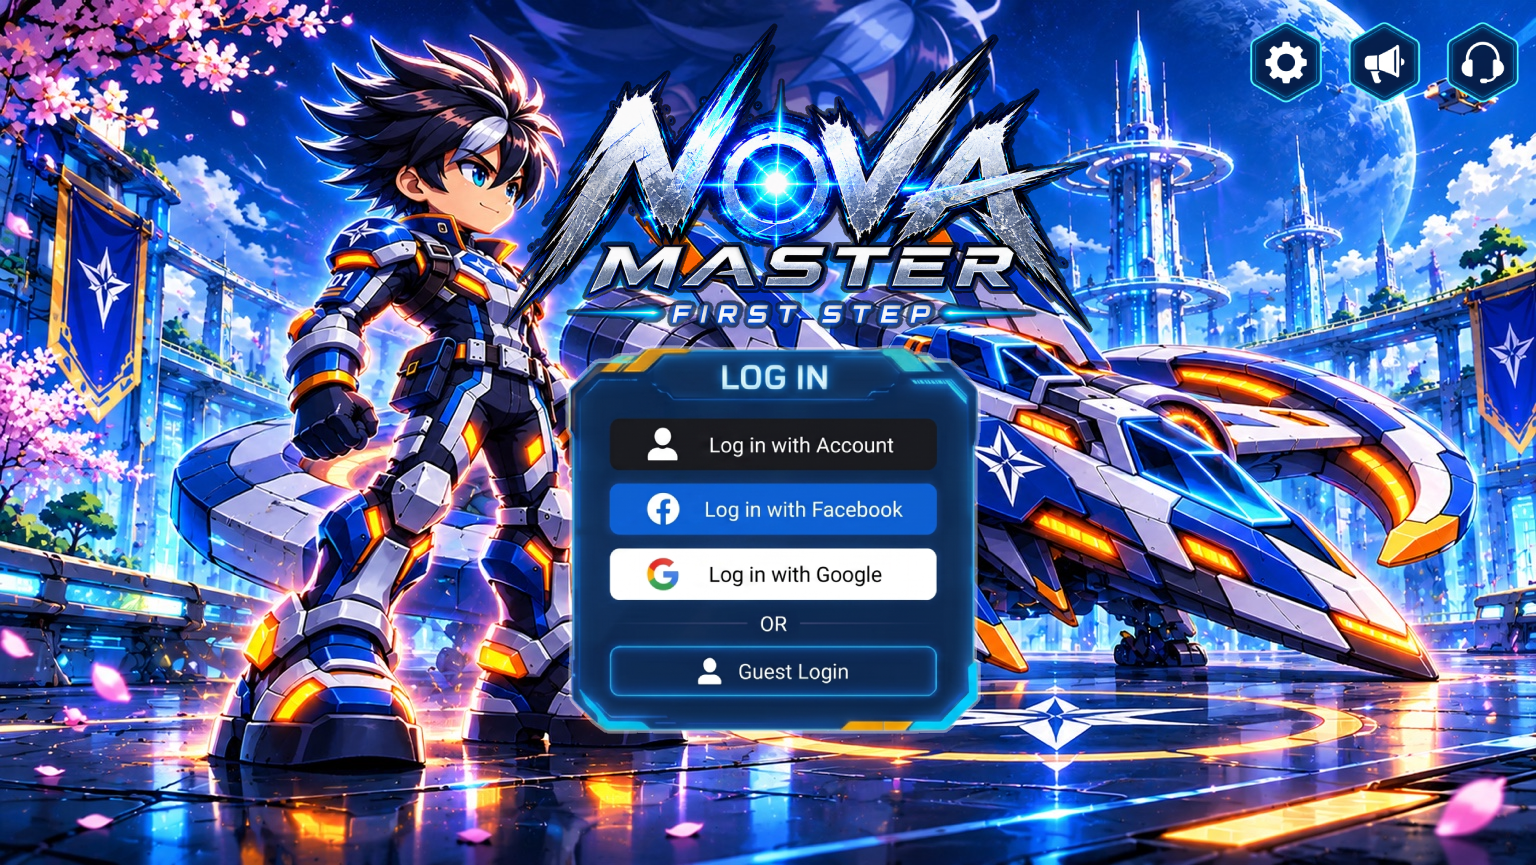 NOVA
MASTER
FIRST STEP
01
LOG IN
Log in with Account
Log in with Facebook
Log in with Google
OR
Guest Login